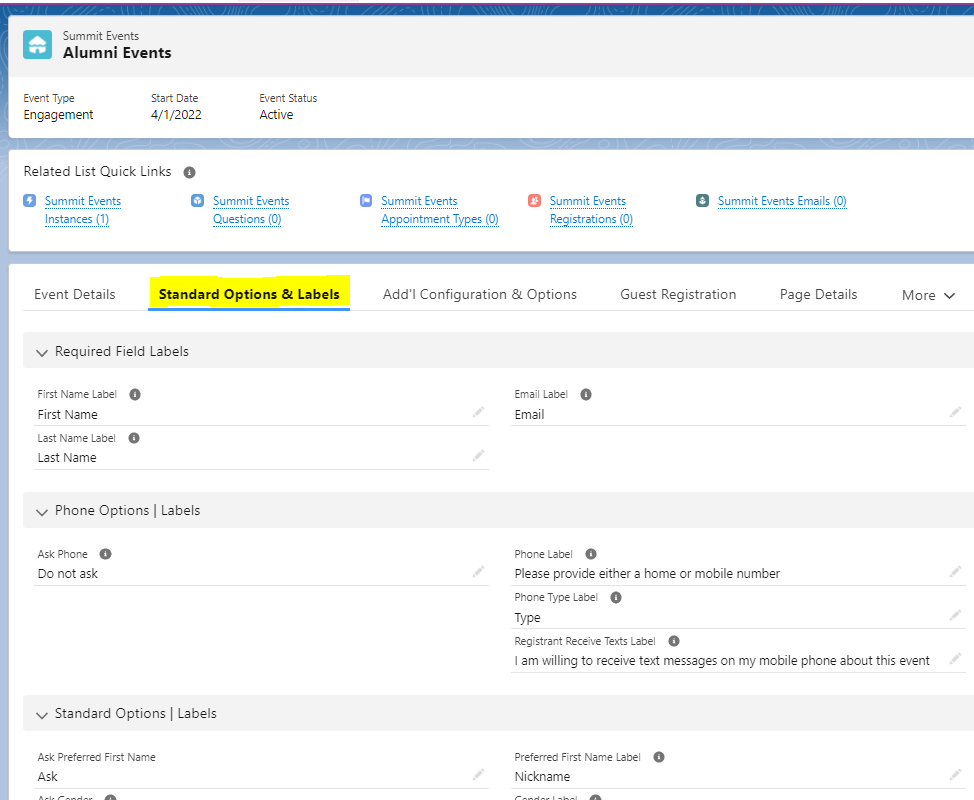 Summit Events
Alumni Events
Event Type
Start Date
Event Status
Engagement
4/1/2022
Active
Related List Quick Links
Summit Events
Instances (1)
Summit Events
Questions (0)
Summit Events
Appointment Types (0)
Summit Events
Registrations (0)
Summit Events Emails (0)
Event Details
Standard Options & Labels
Add'l Configuration & Options
Guest Registration
Page Details
More
Required Field Labels
First Name Label
First Name
Email Label
Email
Last Name Label
Last Name
Phone Options | Labels
Ask Phone
Do not ask
Phone Label
Please provide either a home or mobile number
Phone Type Label
Type
Registrant Receive Texts Label
I am willing to receive text messages on my mobile phone about this event
Standard Options | Labels
Ask Preferred First Name
Ask
Preferred First Name Label
Nickname
Ask Gender
Gender Label